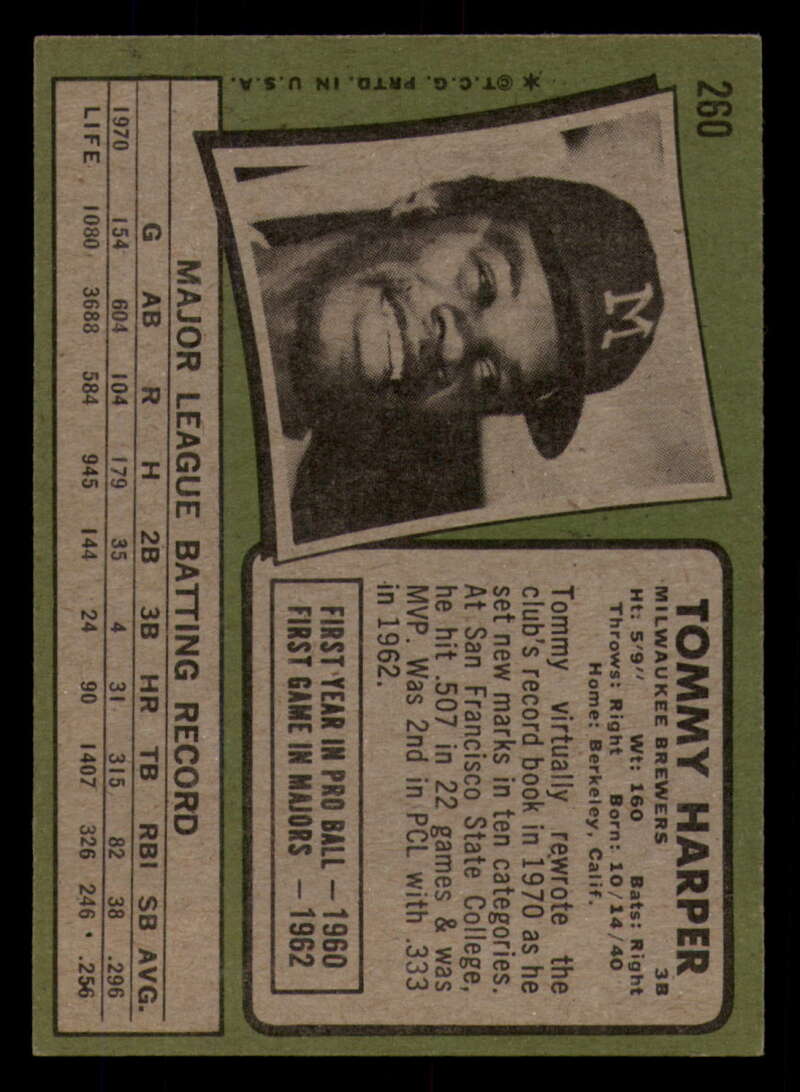 260
M
✶ ©T.C.G. PRTD. IN U.S.A.
TOMMY HARPER
MILWAUKEE BREWERS 3B
Ht: 5'9" Wt: 160 Bats: Right
Throws: Right Born: 10/14/40
Home: Berkeley, Calif.
Tommy virtually rewrote the
club's record book in 1970 as he
set new marks in ten categories.
At San Francisco State College,
he hit .507 in 22 games & was
MVP. Was 2nd in PCL with .333
in 1962.
FIRST YEAR IN PRO BALL — 1960
FIRST GAME IN MAJORS — 1962
MAJOR LEAGUE BATTING RECORD
G AB R H 2B 3B HR TB RBI SB AVG.
1970 154 604 104 179 35 4 31 315 82 38 .296
LIFE 1080 3688 584 945 144 24 90 1407 326 246 .256